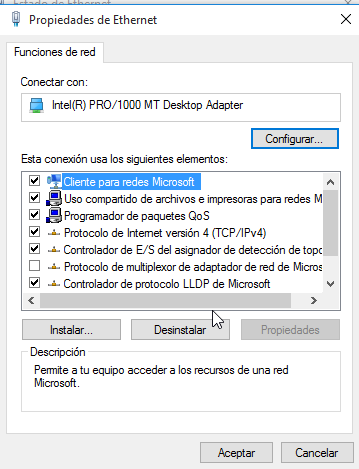 Estado de Ethernet
Propiedades de Ethernet
Funciones de red
Conectar con:
Intel(R) PRO/1000 MT Desktop Adapter
Configurar...
Esta conexión usa los siguientes elementos:
Cliente para redes Microsoft
Uso compartido de archivos e impresoras para redes M
Programador de paquetes QoS
Protocolo de Internet versión 4 (TCP/IPv4)
Controlador de E/S del asignador de detección de topo
Protocolo de multiplexor de adaptador de red de Micros
Controlador de protocolo LLDP de Microsoft
Instalar...
Desinstalar
Propiedades
Descripción
Permite a tu equipo acceder a los recursos de una red
Microsoft.
Aceptar
Cancelar